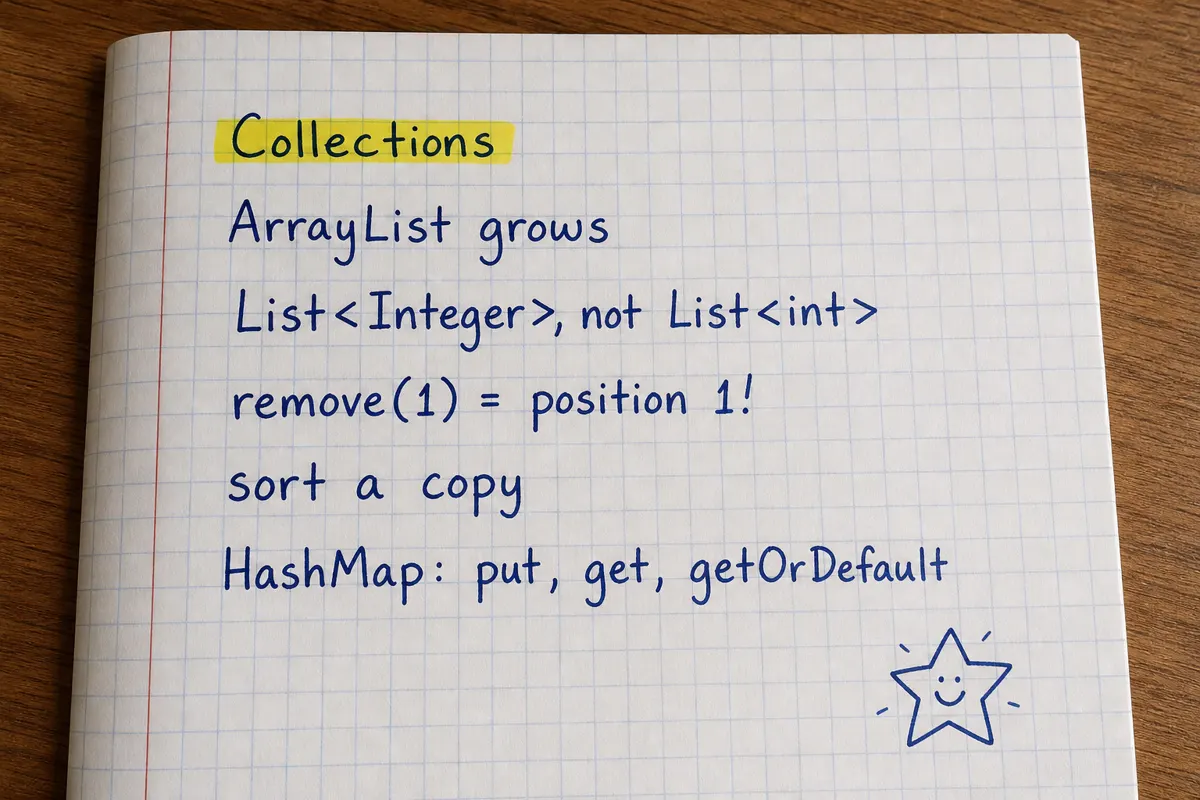 Collections
ArrayList grows
List<Integer>, not List<int>
remove(1) = position 1!
sort a copy
HashMap: put, get, getOrDefault